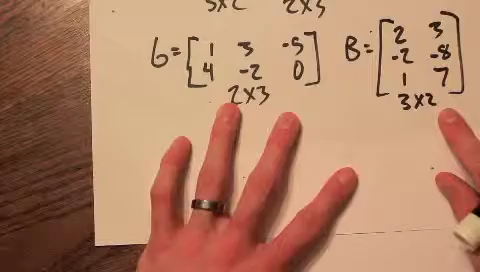 3x2 2x3
6 = [ 1 3 -5 B = [ 2 3
4 -2 0 ] -2 -8
2x3 1 7 ]
3x2